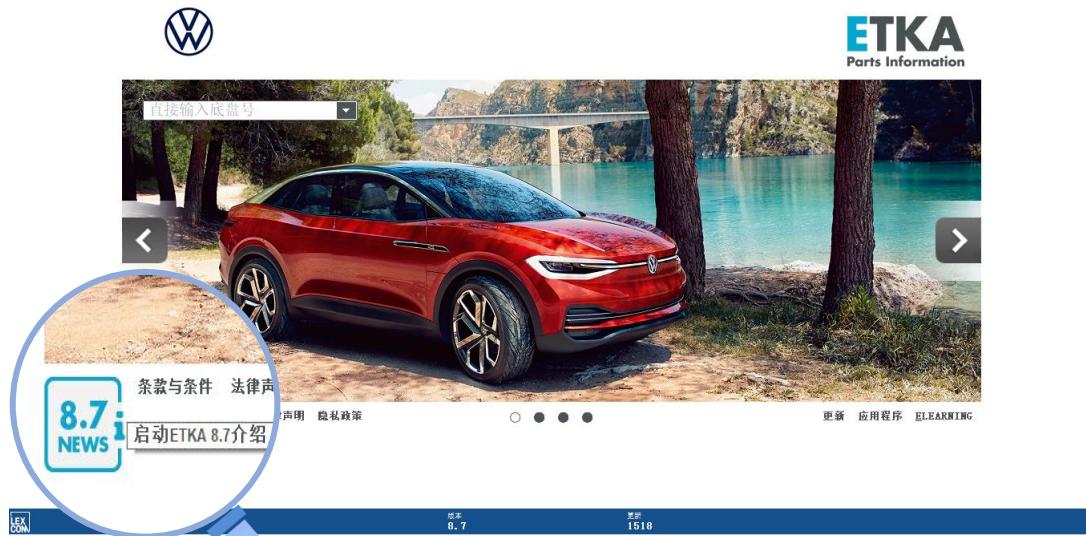 ETKA
Parts Information
直接输入底盘号
条款与条件 法律声
声明 隐私政策
更新 应用程序 ELEARNING
8.7
NEWS
启动ETKA 8.7介绍
LEX
COM
版本
8.7
更新
1518